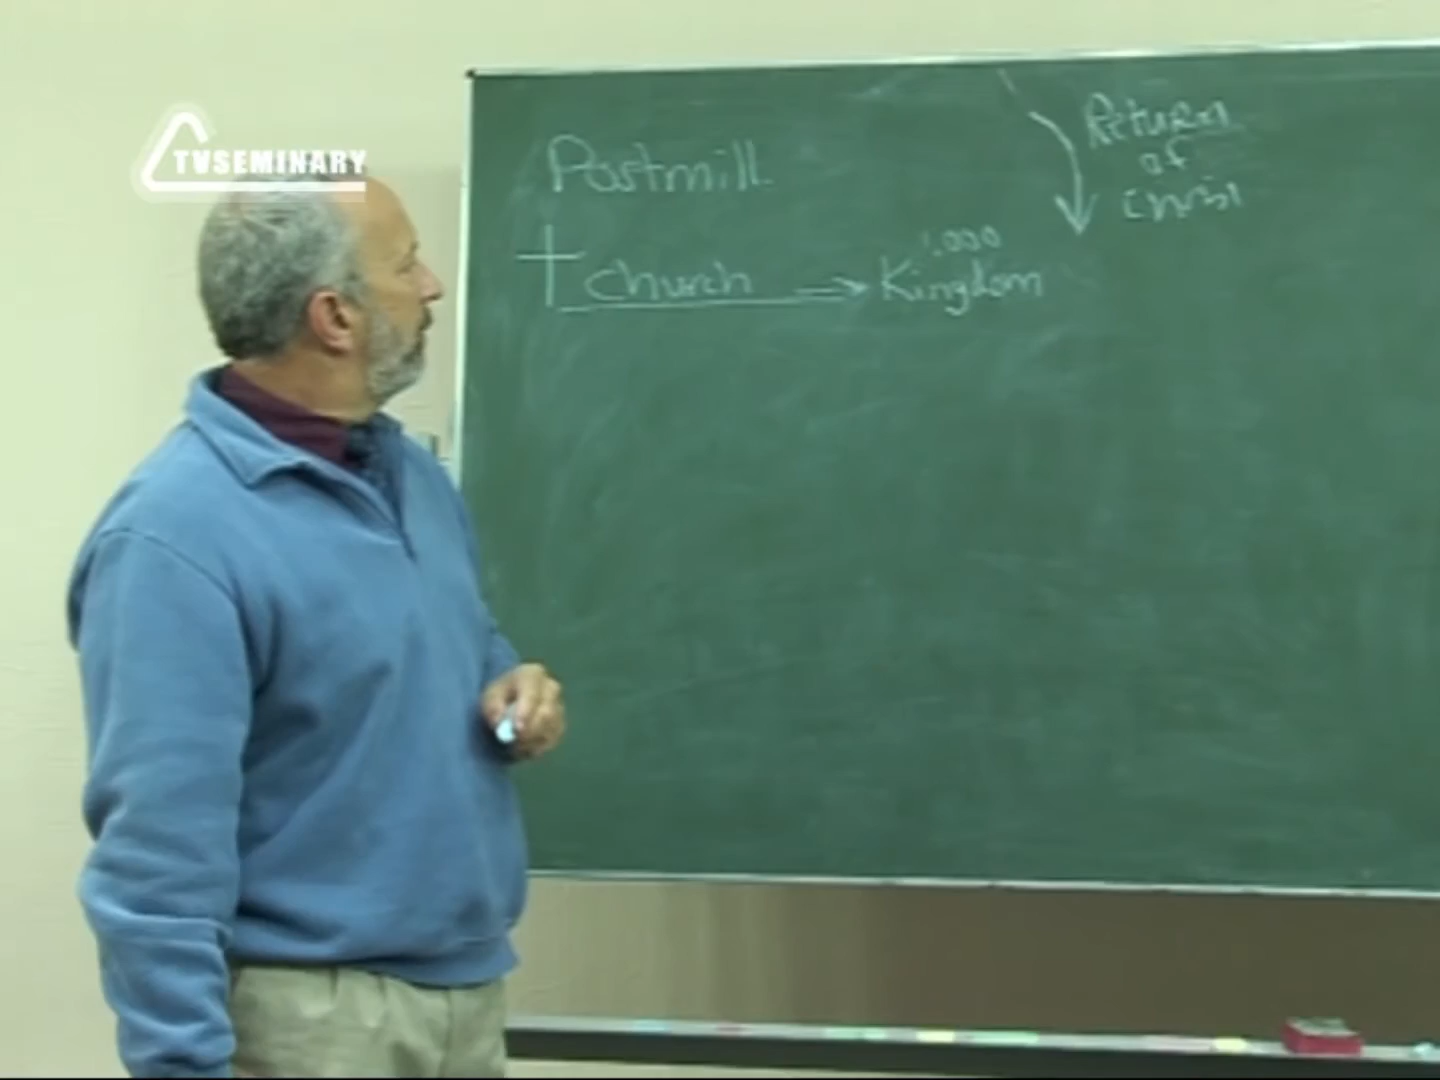 TVSEMINARY
Postmill.
Return
of
Christ
1.000
Church
Kingdom